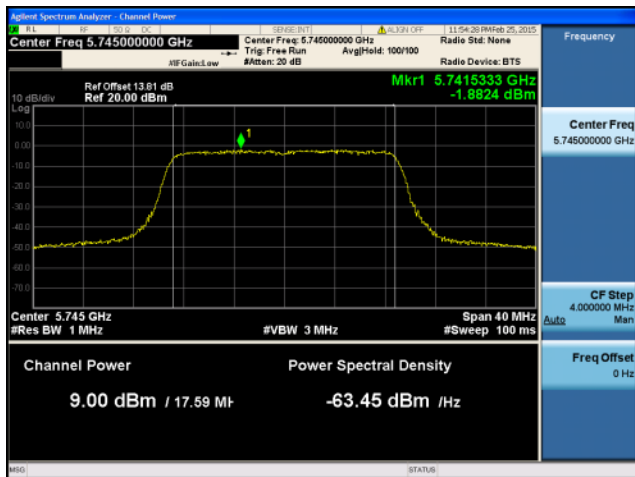 Agilent Spectrum Analyzer - Channel Power
RL RF 50 Ω DC SENSE:INT ALIGN OFF 11:54:28 PM Feb 25, 2015
Center Freq 5.745000000 GHz
Center Freq: 5.745000000 GHz
Radio Std: None
Trig: Free Run Avg|Hold: 100/100
#IFGain:Low #Atten: 20 dB Radio Device: BTS
Mkr1 5.7415333 GHz
-1.8824 dBm
Ref Offset 13.81 dB
10 dB/div Ref 20.00 dBm
Log
10.0
0.00
-10.0
-20.0
-30.0
-40.0
-50.0
-60.0
-70.0
1
Center 5.745 GHz Span 40 MHz
#Res BW 1 MHz #VBW 3 MHz #Sweep 100 ms
Channel Power Power Spectral Density
9.00 dBm / 17.59 MH -63.45 dBm /Hz
MSG STATUS
Frequency
Center Freq
5.745000000 GHz
CF Step
4.000000 MHz
Auto Man
Freq Offset
0 Hz